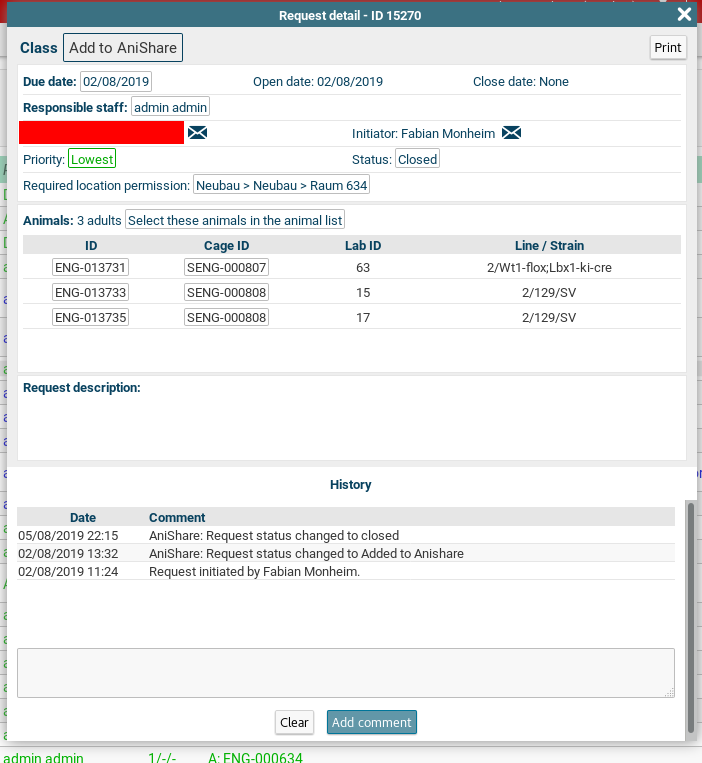 Request detail - ID 15270
Class Add to AniShare Print
Due date: 02/08/2019 Open date: 02/08/2019 Close date: None
Responsible staff: admin admin
Initiator: Fabian Monheim
Priority: Lowest Status: Closed
Required location permission: Neubau > Neubau > Raum 634
Animals: 3 adults Select these animals in the animal list
ID Cage ID Lab ID Line / Strain
ENG-013731 SENG-000807 63 2/Wt1-flox;Lbx1-ki-cre
ENG-013733 SENG-000808 15 2/129/SV
ENG-013735 SENG-000808 17 2/129/SV
Request description:
History
Date Comment
05/08/2019 22:15 AniShare: Request status changed to closed
02/08/2019 13:32 AniShare: Request status changed to Added to Anishare
02/08/2019 11:24 Request initiated by Fabian Monheim.
Clear Add comment
admin admin 1/-/- A: ENG-000634